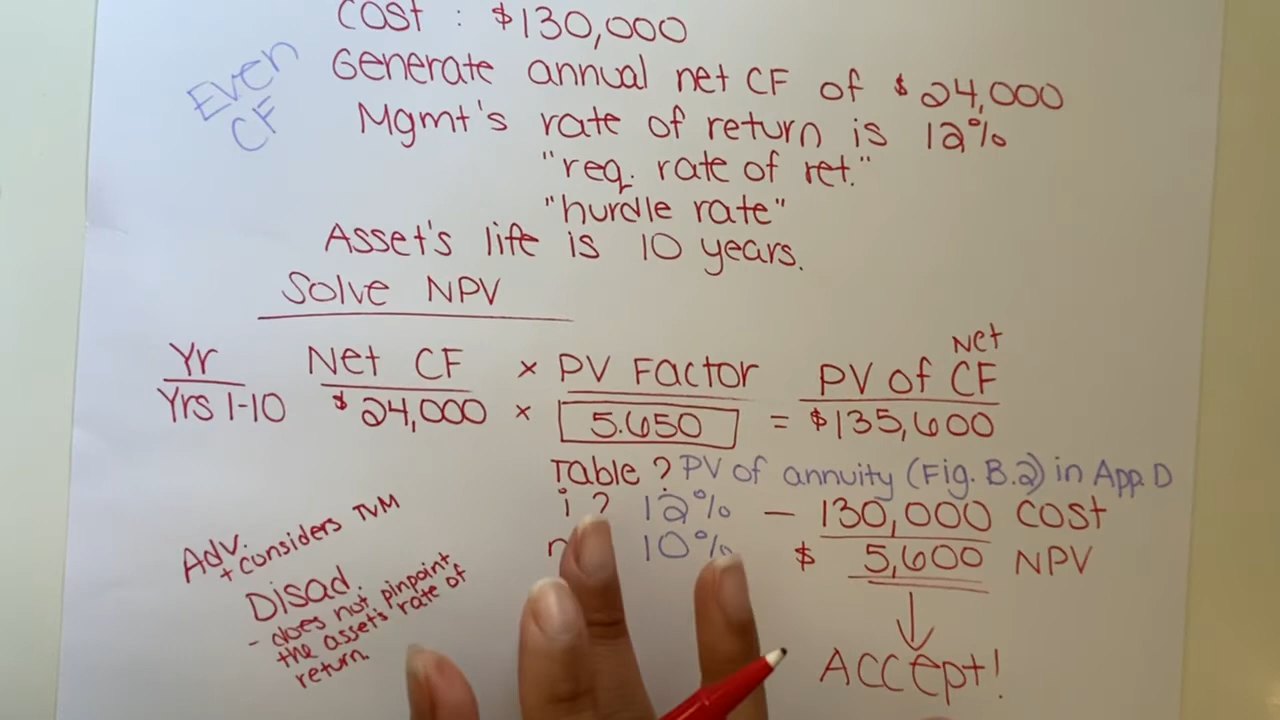 Cost : $130,000
Even CF
Generate annual net CF of $24,000
Mgmt's rate of return is 12%
"req. rate of ret."
"hurdle rate"
Asset's life is 10 years.
Solve NPV
Yr Net CF × PV Factor PV of Net CF
Yrs 1-10 $24,000 × 5.650 = $135,600
Table ? PV of annuity (Fig. B.2) in App. D
i ? 12% - 130,000 Cost
n 10% $ 5,600 NPV
Accept!
Adv.
+ Considers TVM
Disad.
- does not pinpoint
the asset's rate of
return.